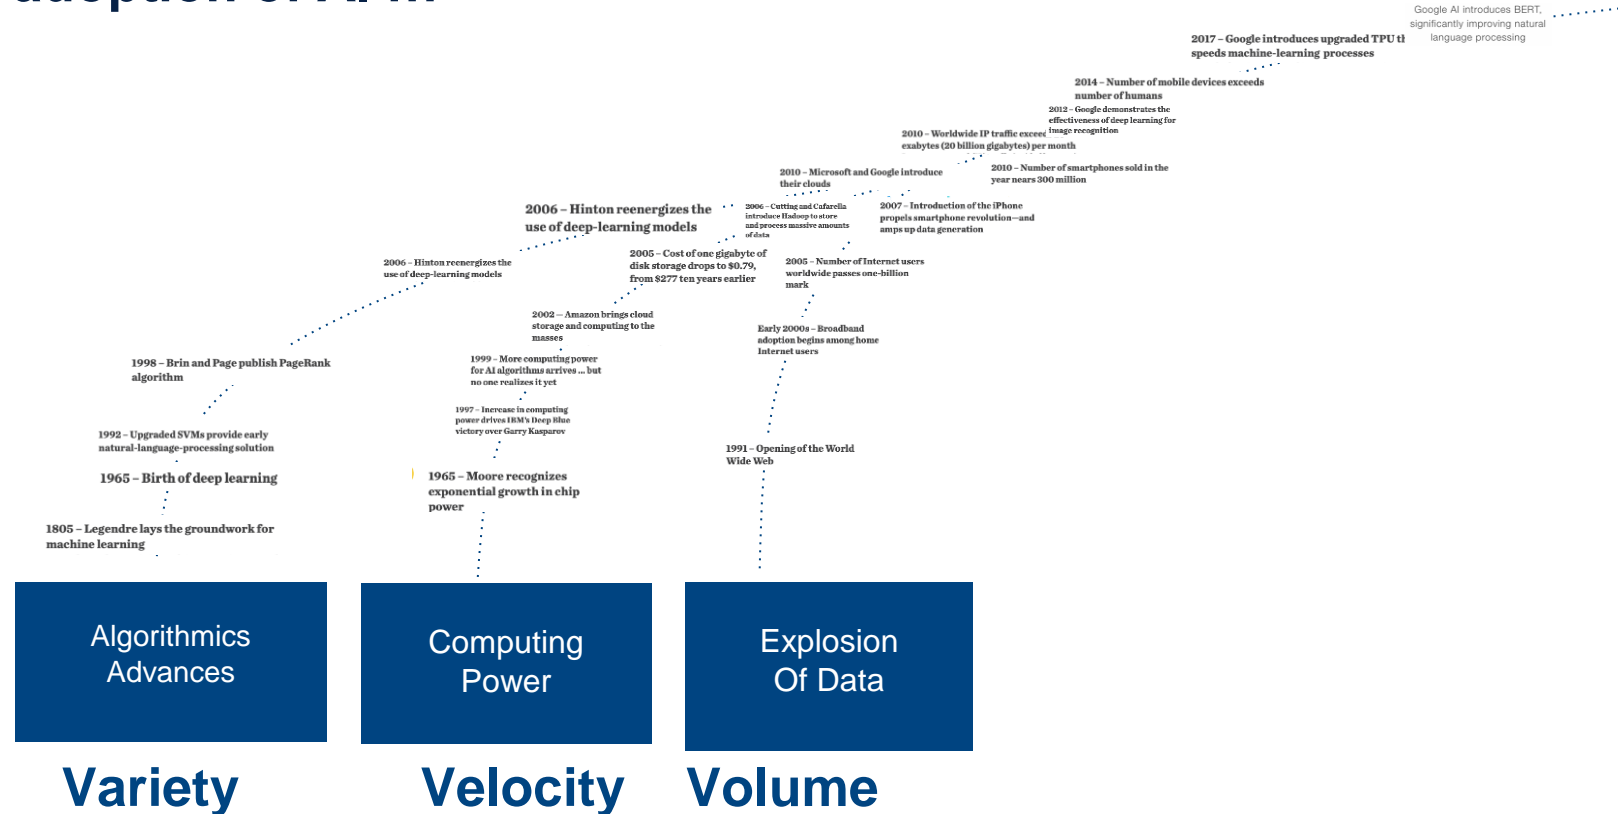 Google AI introduces BERT,
significantly improving natural
language processing
2017 – Google introduces upgraded TPU
speeds machine-learning processes
2014 – Number of mobile devices exceeds
number of humans
2012 – Google demonstrates the
effectiveness of deep learning for
image recognition
2010 – Worldwide IP traffic
exabytes (20 billion gigabytes) per month
2010 – Number of smartphones sold in the
year nears 300 million
2010 – Microsoft and Google introduce
their clouds
2007 – Introduction of the iPhone
propels smartphone revolution—and
amps up data generation
2006 – Cutting and Cafarella
introduce Hadoop to store
and process massive amounts
of data
2006 – Hinton reenergizes the
use of deep-learning models
2005 – Cost of one gigabyte of
disk storage drops to $0.79,
from $277 ten years earlier
2005 – Number of Internet users
worldwide passes one-billion
mark
2006 – Hinton reenergizes the
use of deep-learning models
2002 — Amazon brings cloud
storage and computing to the
masses
Early 2000s – Broadband
adoption begins among home
Internet users
1998 – Brin and Page publish PageRank
algorithm
1999 – More computing power
for AI algorithms arrives ... but
no one realizes it yet
1997 – Increase in computing
power drives IBM's Deep Blue
victory over Garry Kasparov
1992 – Upgraded SVMs provide early
natural-language-processing solution
1991 – Opening of the World
Wide Web
1965 – Birth of deep learning
1965 – Moore recognizes
exponential growth in chip
power
1805 – Legendre lays the groundwork for
machine learning
Algorithmics
Advances
Computing
Power
Explosion
Of Data
Variety
Velocity
Volume